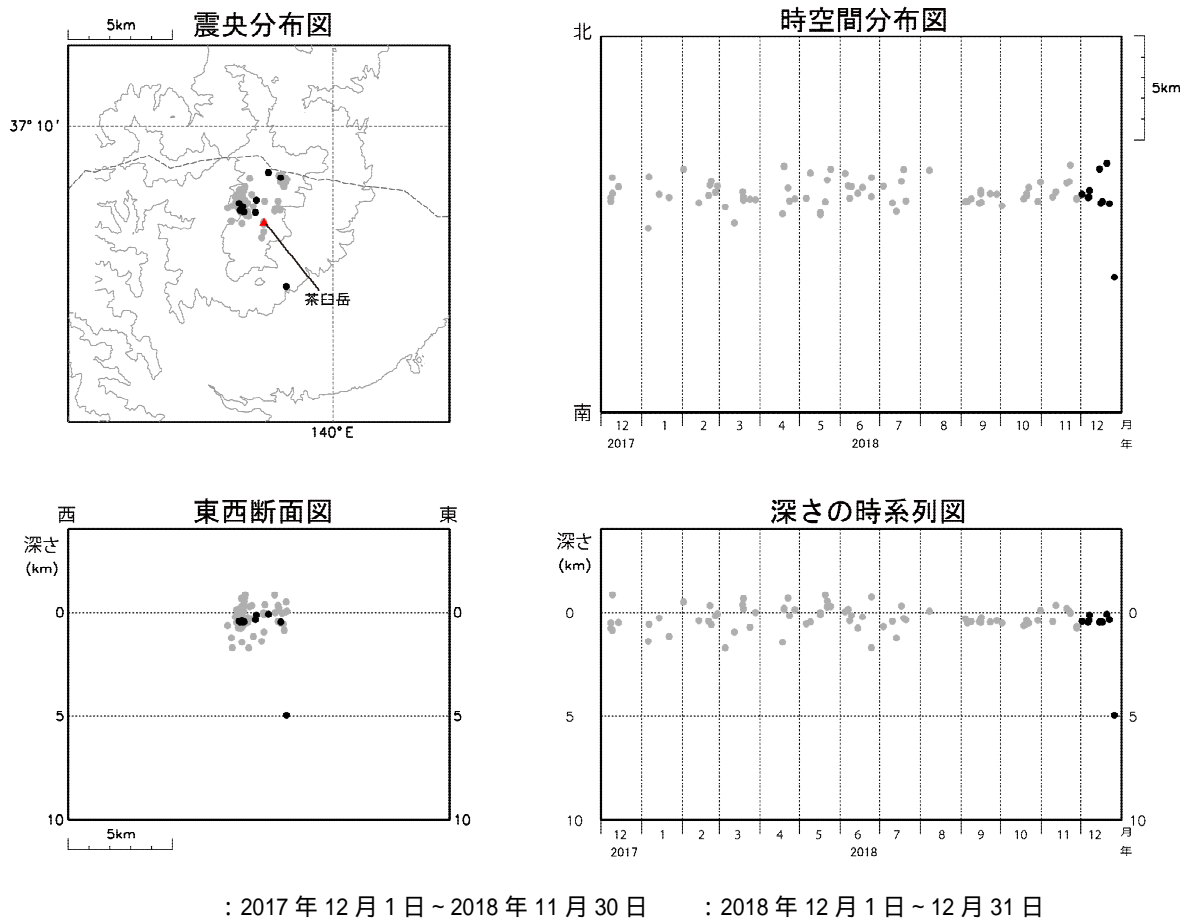 震央分布図
5km
37° 10'
茶臼岳
140° E
時空間分布図
北
南
5km
12 1 2 3 4 5 6 7 8 9 10 11 12 月
2017 2018 年
東西断面図
西 東
深さ
(km)
0 0
5 5
10 10
5km
深さの時系列図
深さ
(km)
0 0
5 5
10 10
12 1 2 3 4 5 6 7 8 9 10 11 12 月
2017 2018 年
：2017 年 12 月 1 日～2018 年 11 月 30 日 ：2018 年 12 月 1 日～12 月 31 日